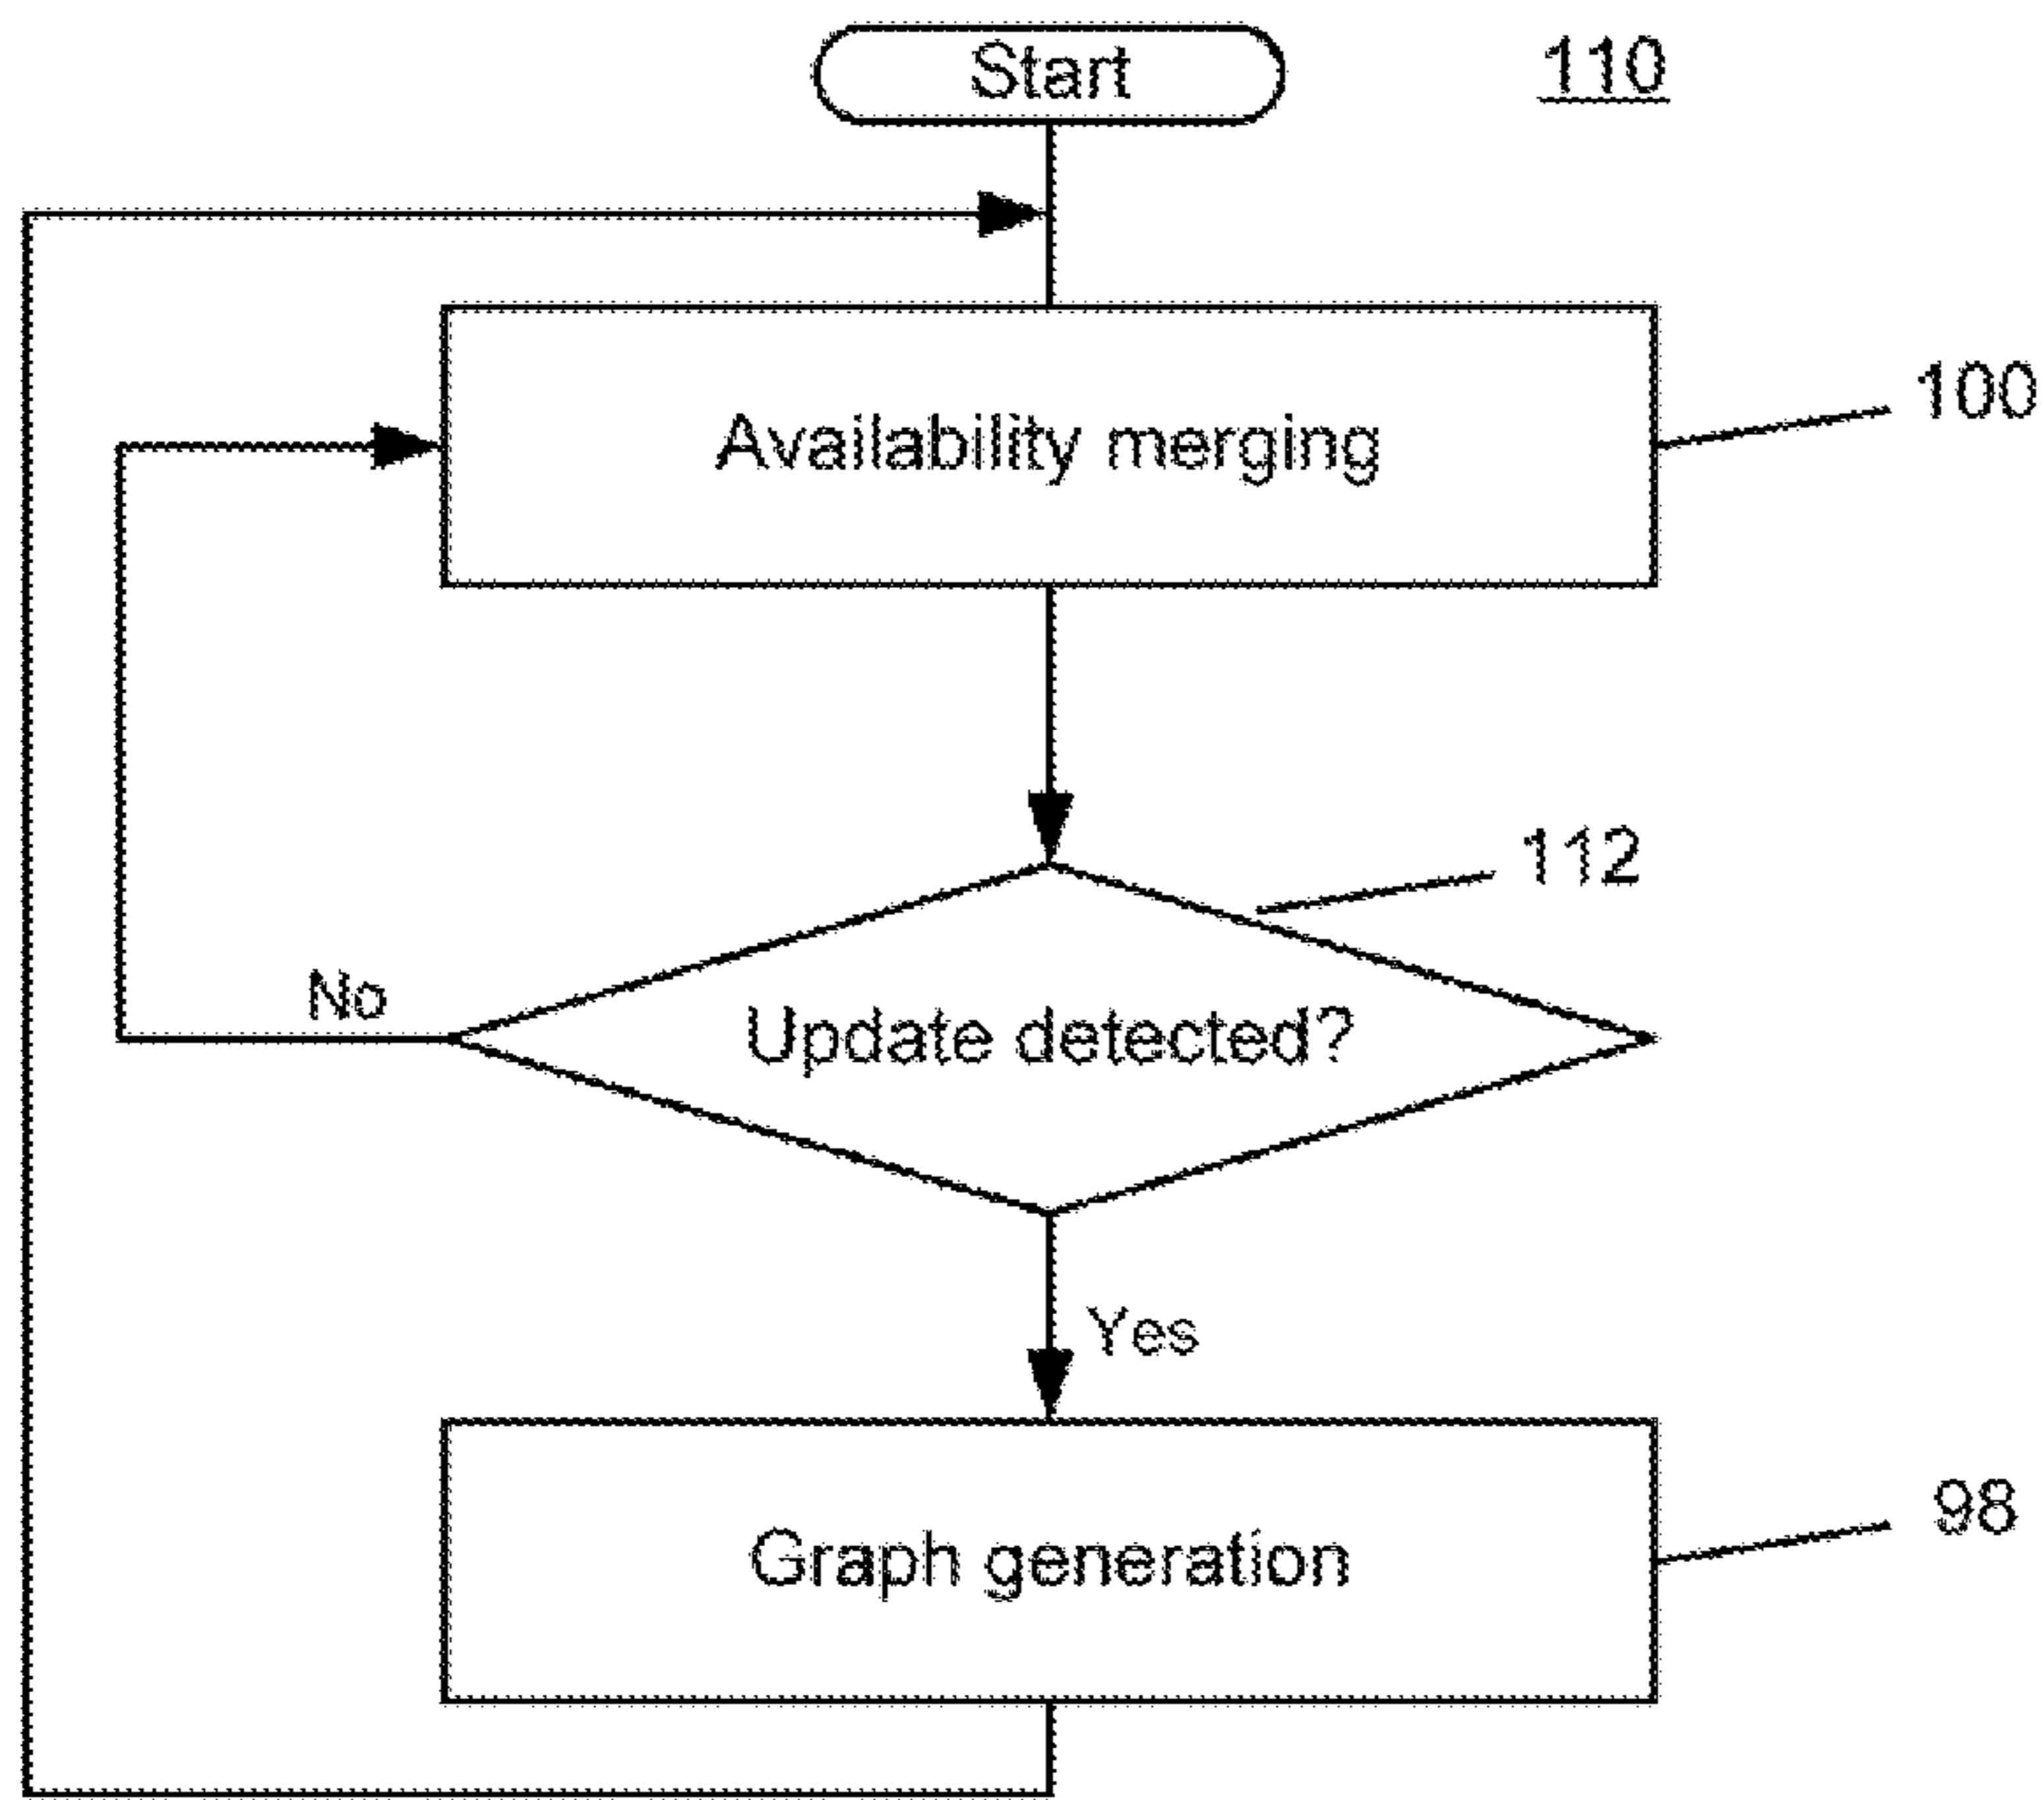 Start
110
Availability merging
100
112
No
Update detected?
Yes
Graph generation
98